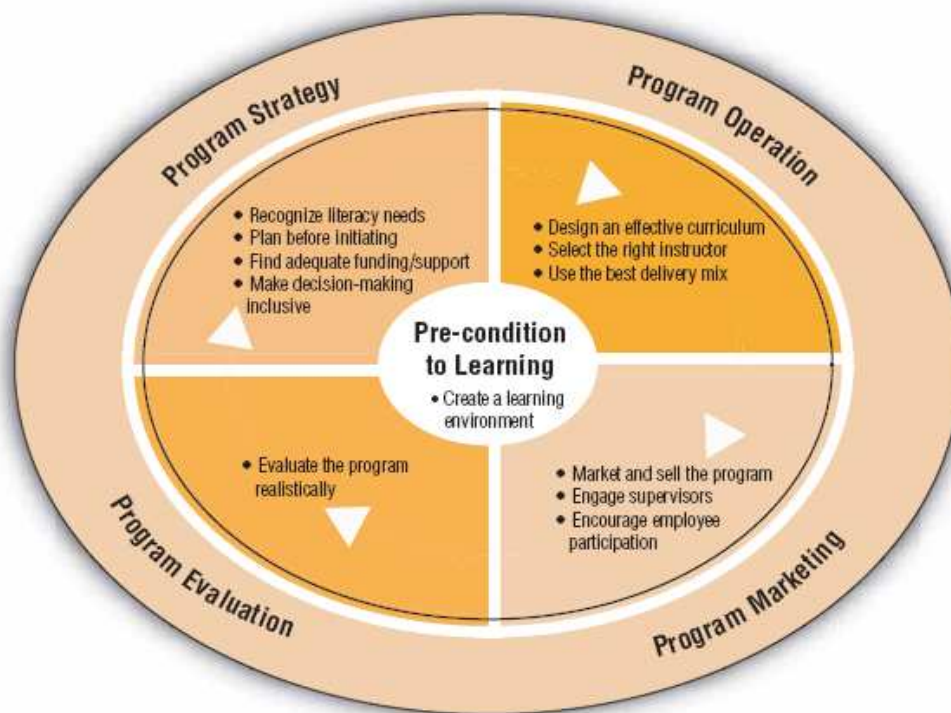 Program Strategy
• Recognize literacy needs
• Plan before initiating
• Find adequate funding/support
• Make decision-making
inclusive
Program Operation
• Design an effective curriculum
• Select the right instructor
• Use the best delivery mix
Pre-condition
to Learning
• Create a learning
environment
• Evaluate the program
realistically
Program Evaluation
• Market and sell the program
• Engage supervisors
• Encourage employee
participation
Program Marketing